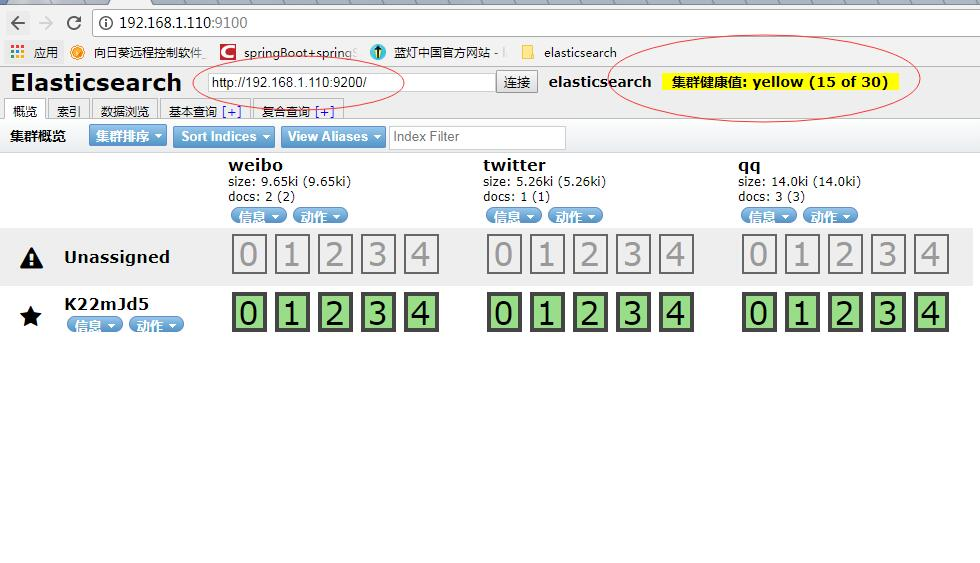 192.168.1.110:9100
应用 向日葵远程控制软件_ springBoot+springS 蓝灯中国官方网站 - elasticsearch
Elasticsearch http://192.168.1.110:9200/ 连接 elasticsearch 集群健康值: yellow (15 of 30)
概览 索引 数据浏览 基本查询 [+] 复合查询 [+]
集群概览 集群排序 Sort Indices View Aliases Index Filter
weibo twitter qq
size: 9.65ki (9.65ki) size: 5.26ki (5.26ki) size: 14.0ki (14.0ki)
docs: 2 (2) docs: 1 (1) docs: 3 (3)
信息 动作 信息 动作 信息 动作
Unassigned 0 1 2 3 4 0 1 2 3 4 0 1 2 3 4
K22mJd5 0 1 2 3 4 0 1 2 3 4 0 1 2 3 4
信息 动作